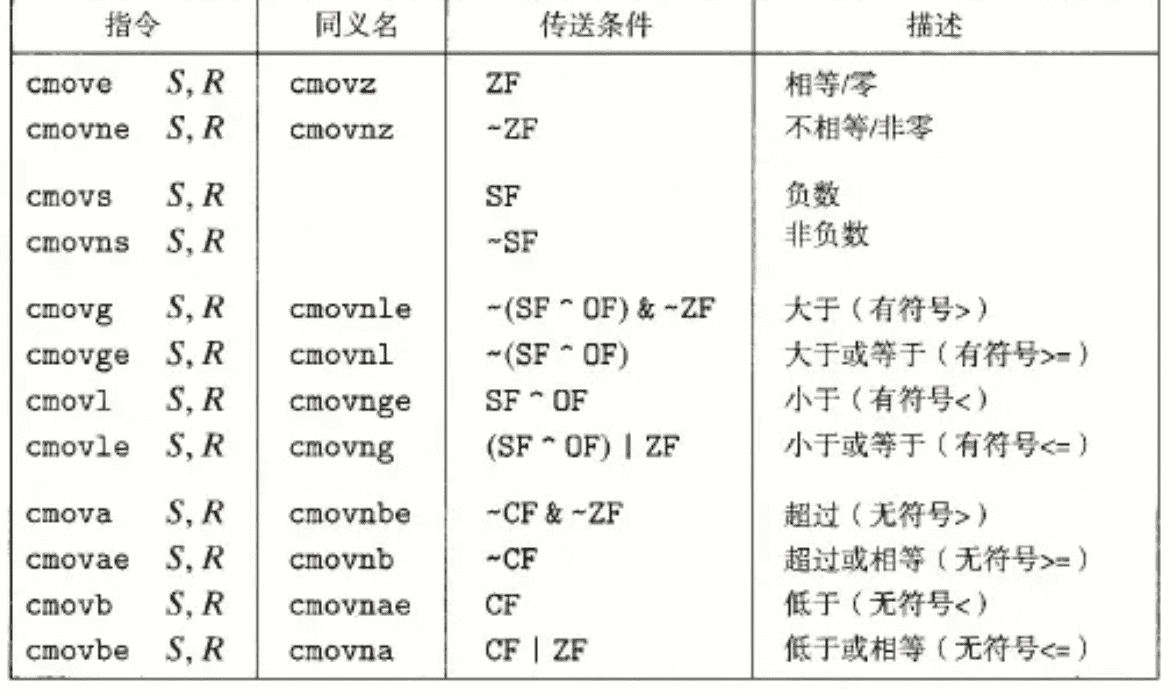 指令 同义名 传送条件 描述
cmove S, R cmovz ZF 相等/零
cmovne S, R cmovnz ~ZF 不相等/非零
cmovs S, R SF 负数
cmovns S, R ~SF 非负数
cmovg S, R cmovnle ~(SF ^ OF) & ~ZF 大于（有符号>）
cmovge S, R cmovnl ~(SF ^ OF) 大于或等于（有符号>=）
cmovl S, R cmovnge SF ^ OF 小于（有符号<）
cmovle S, R cmovng (SF ^ OF) | ZF 小于或等于（有符号<=）
cmova S, R cmovnbe ~CF & ~ZF 超过（无符号>）
cmovae S, R cmovnb ~CF 超过或相等（无符号>=）
cmovb S, R cmovnae CF 低于（无符号<）
cmovbe S, R cmovna CF | ZF 低于或相等（无符号<=）